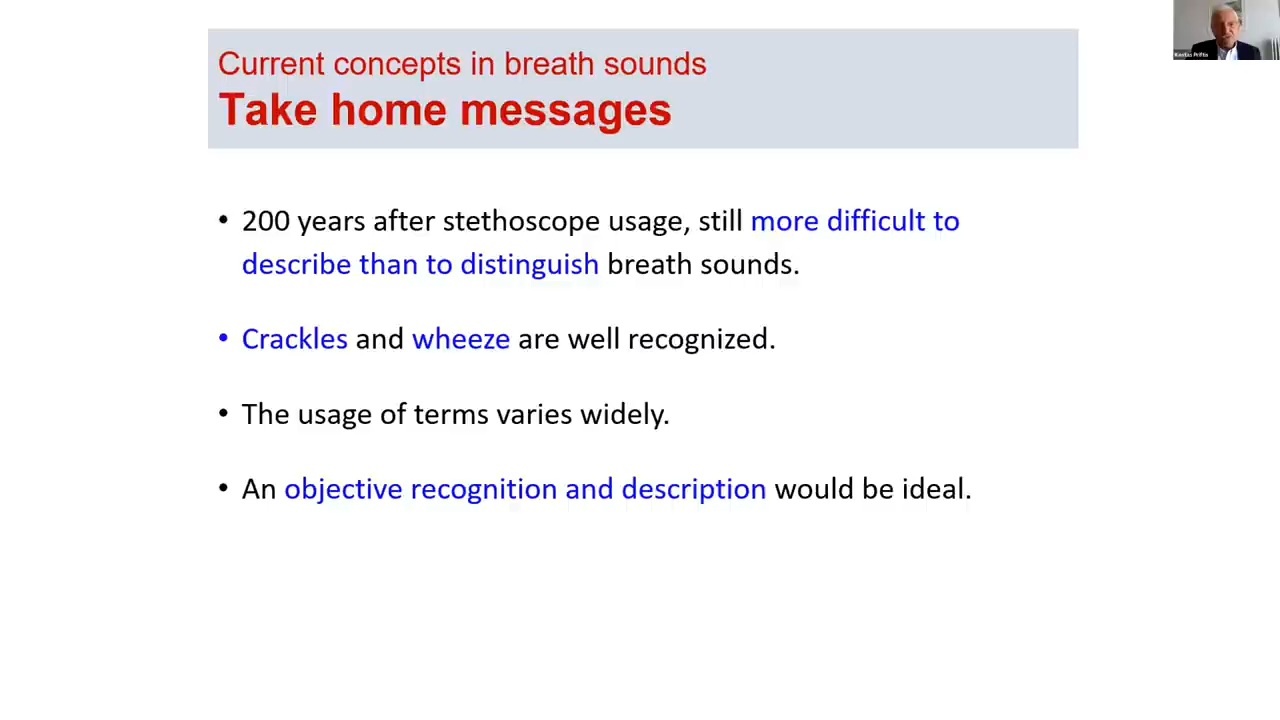 Current concepts in breath sounds
Take home messages
• 200 years after stethoscope usage, still more difficult to
describe than to distinguish breath sounds.
• Crackles and wheeze are well recognized.
• The usage of terms varies widely.
• An objective recognition and description would be ideal.
Kostas Priftis